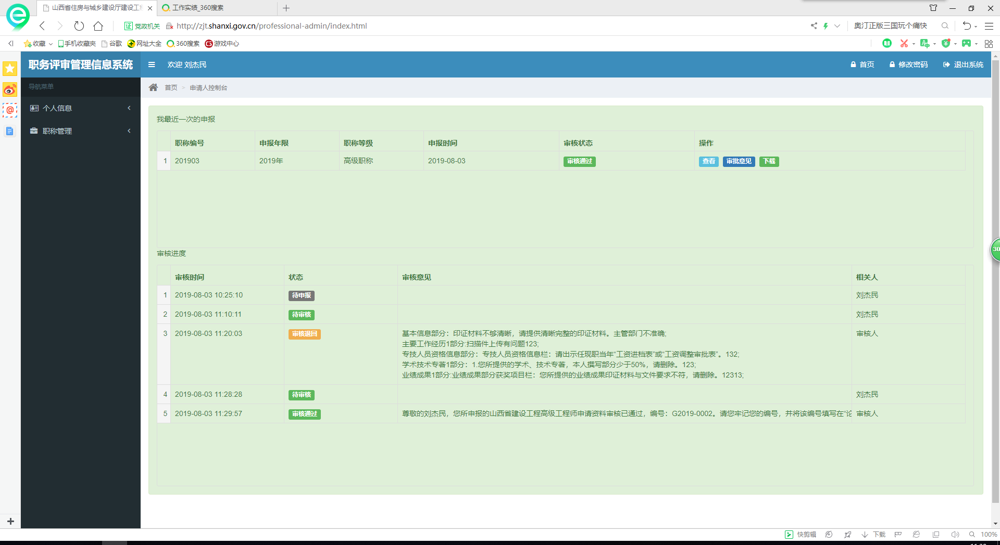 山西省住房与城乡建设厅建设工程
工作实绩_360搜索
证 党政机关 http://zjt.shanxi.gov.cn/professional-admin/index.html
奥汀正版三国玩个痛快
收藏 手机收藏夹 谷歌 网址大全 360搜索 游戏中心
职务评审管理信息系统
欢迎 刘杰民
首页 修改密码 退出系统
导航菜单
个人信息
职称管理
首页 > 申请人控制台
我最近一次的申报
职称编号 申报年限 职称等级 申报时间 审核状态 操作
1 201903 2019年 高级职称 2019-08-03 审核通过 查看 审批意见 下载
30
审核进度
审核时间 状态 审核意见 相关人
1 2019-08-03 10:25:10 待申报 刘杰民
2 2019-08-03 11:10:11 待审核 刘杰民
3 2019-08-03 11:20:03 审核退回 基本信息部分：印证材料不够清晰，请提供清晰完整的印证材料。主管部门不准确; 审核人
主要工作经历1部分:扫描件上传有问题123;
专技人员资格信息部分：专技人员资格信息栏：请出示任现职当年“工资进档表”或“工资调整审批表”。132;
学术技术专著1部分：1.您所提供的学术、技术专著，本人撰写部分少于50%，请删除。123;
业绩成果1部分:业绩成果部分获奖项目栏：您所提供的业绩成果印证材料与文件要求不符，请删除。12313;
4 2019-08-03 11:28:28 待审核 刘杰民
5 2019-08-03 11:29:57 审核通过 尊敬的刘杰民，您所申报的山西省建设工程高级工程师申请资料审核已通过，编号：G2019-0002。请您牢记您的编号，并将该编号填写在“论 审核人
快剪辑 下载 100%